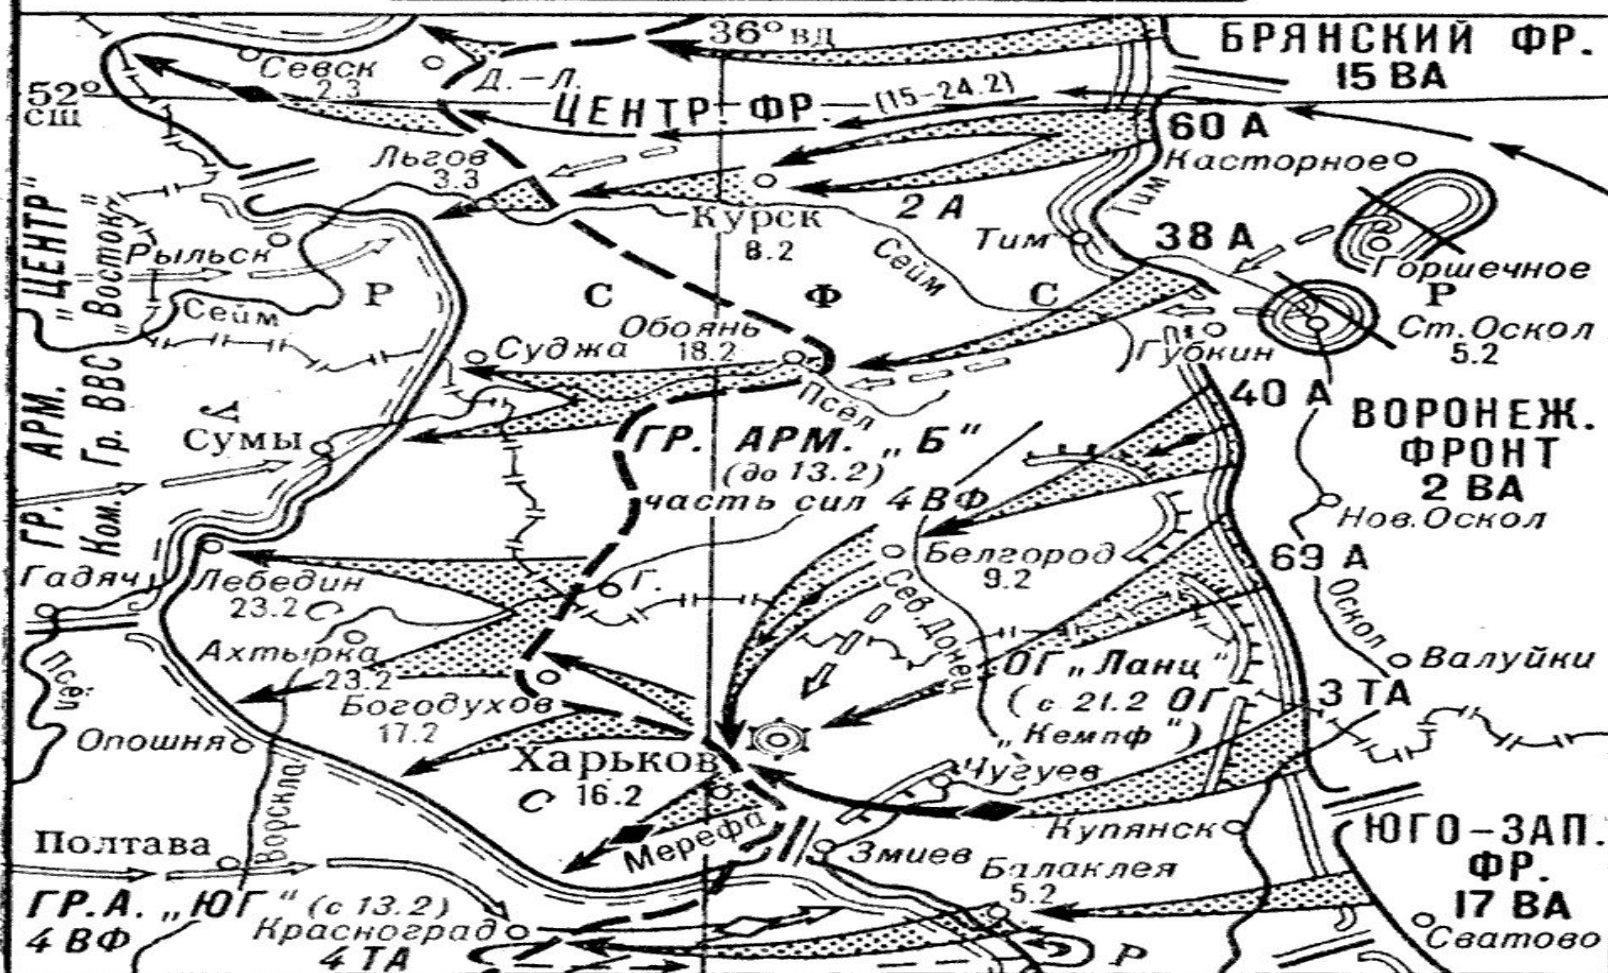 36° вд
БРЯНСКИЙ ФР.
15 ВА
Севск
2.3
Д.-Л.
52°
сш
ЦЕНТР. ФР. (15-24.2)
60 А
Касторное
Льгов
3.3
Тим
Курск
8.2
2 А
Сейм
Тим
38 А
Горшечное
Рыльск
Сейм
Р С Ф С Р
Обоянь
18.2
Суджа
Губкин
Ст.Оскол
5.2
Псёл
40 А
ВОРОНЕЖ.
ФРОНТ
2 ВА
Сумы
ГР. АРМ. „Б"
(до 13.2)
часть сил 4 ВФ
Нов.Оскол
ГР. АРМ. „ЦЕНТР"
Ком. Гр. ВВС „Восток"
Гадяч
Лебедин
23.2
Г.
Белгород
9.2
69 А
Сев. Донец
Оскол
Псёл
Ахтырка
23.2
ОГ „Ланц"
(с 21.2 ОГ
„Кемпф")
Валуйки
3 ТА
Богодухов
17.2
Опошня
Харьков
16.2
Чугуев
Ворскла
Мерефа
Змиев
Купянск
Балаклея
5.2
ЮГО-ЗАП.
ФР.
17 ВА
Полтава
ГР.А. „ЮГ" (с 13.2)
4 ВФ
Красноград
4 ТА
Сватово
С
С
Р